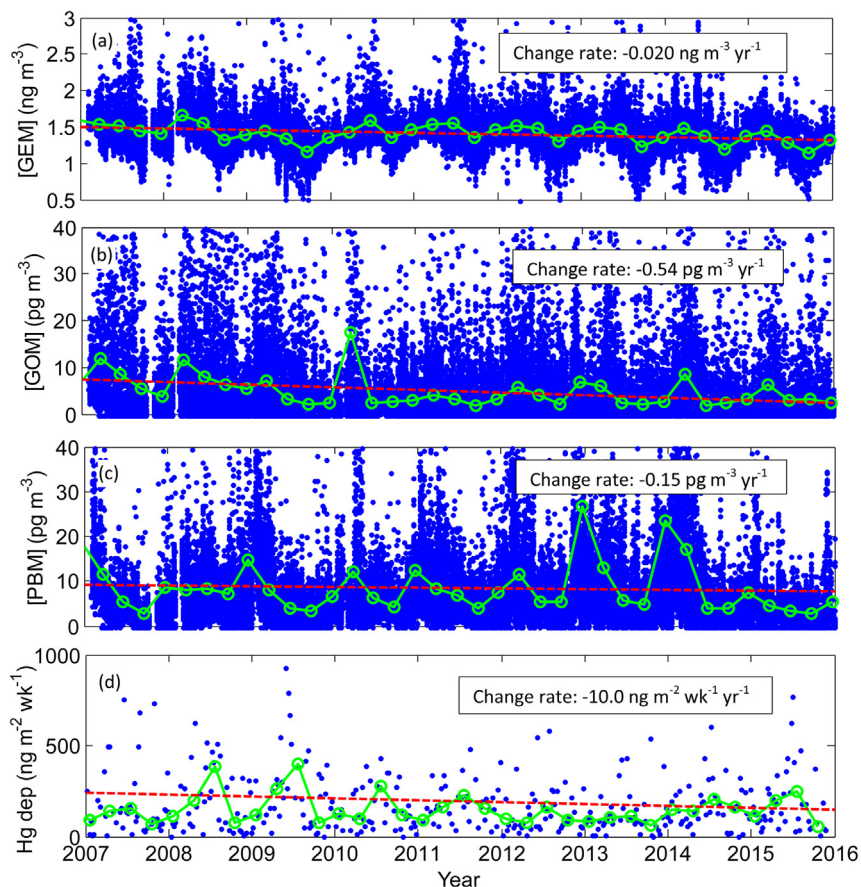 (a)
Change rate: -0.020 ng m⁻³ yr⁻¹
[GEM] (ng m⁻³)
3
2.5
2
1.5
1
0.5
(b)
Change rate: -0.54 pg m⁻³ yr⁻¹
[GOM] (pg m⁻³)
40
30
20
10
0
(c)
Change rate: -0.15 pg m⁻³ yr⁻¹
[PBM] (pg m⁻³)
40
30
20
10
0
(d)
Change rate: -10.0 ng m⁻² wk⁻¹ yr⁻¹
Hg dep (ng m⁻² wk⁻¹)
1000
500
0
2007 2008 2009 2010 2011 2012 2013 2014 2015 2016
Year